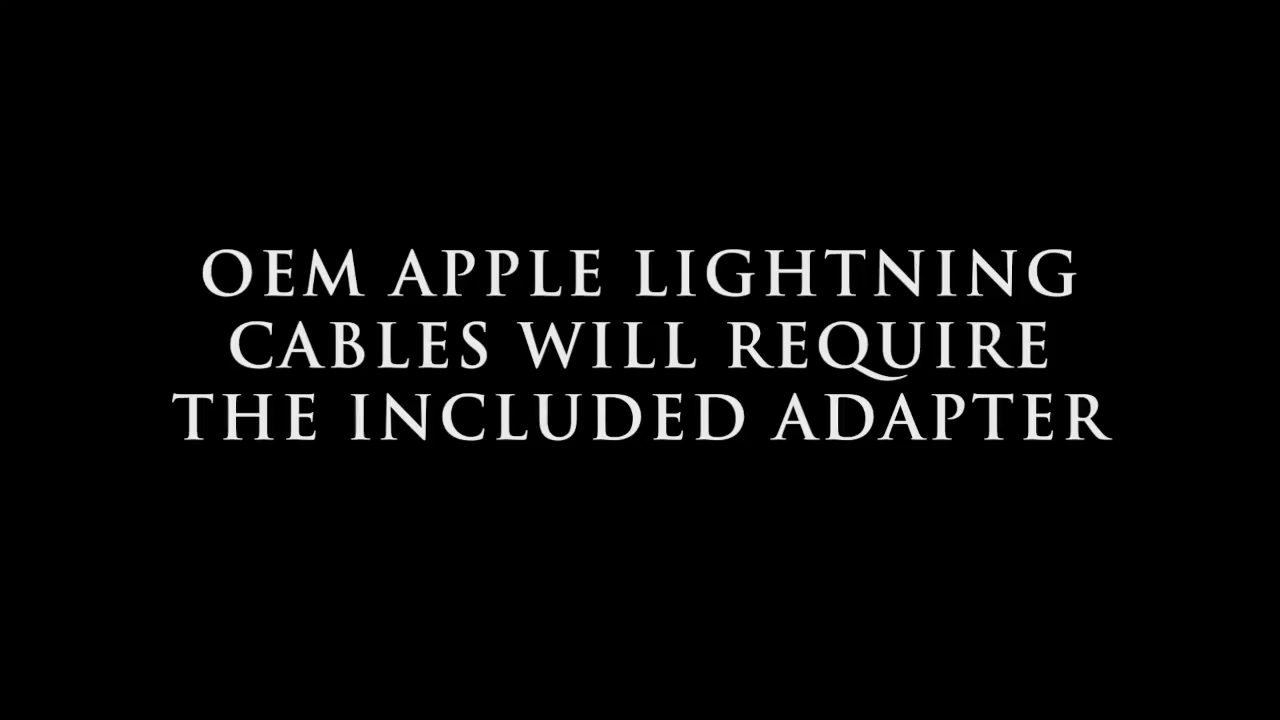 OEM APPLE LIGHTNING
CABLES WILL REQUIRE
THE INCLUDED ADAPTER